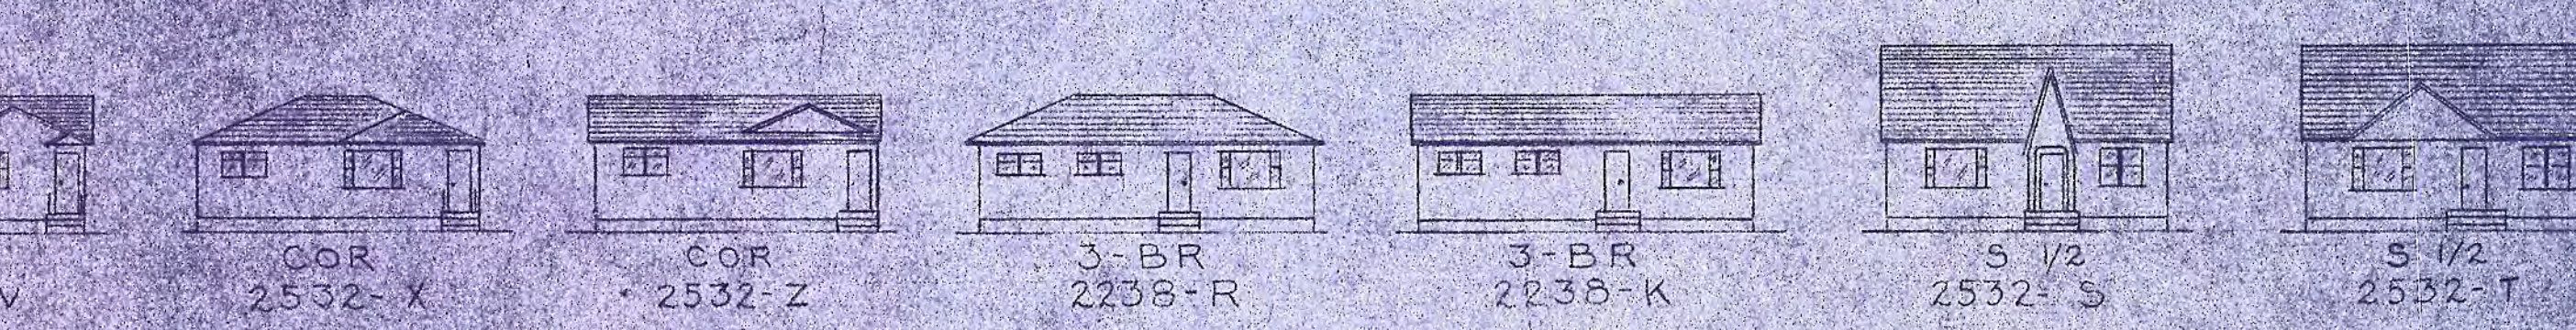 V
COR
2532-X
COR
2532-Z
3-BR
2238-R
3-BR
2238-K
S 1/2
2532-S
S 1/2
2532-T